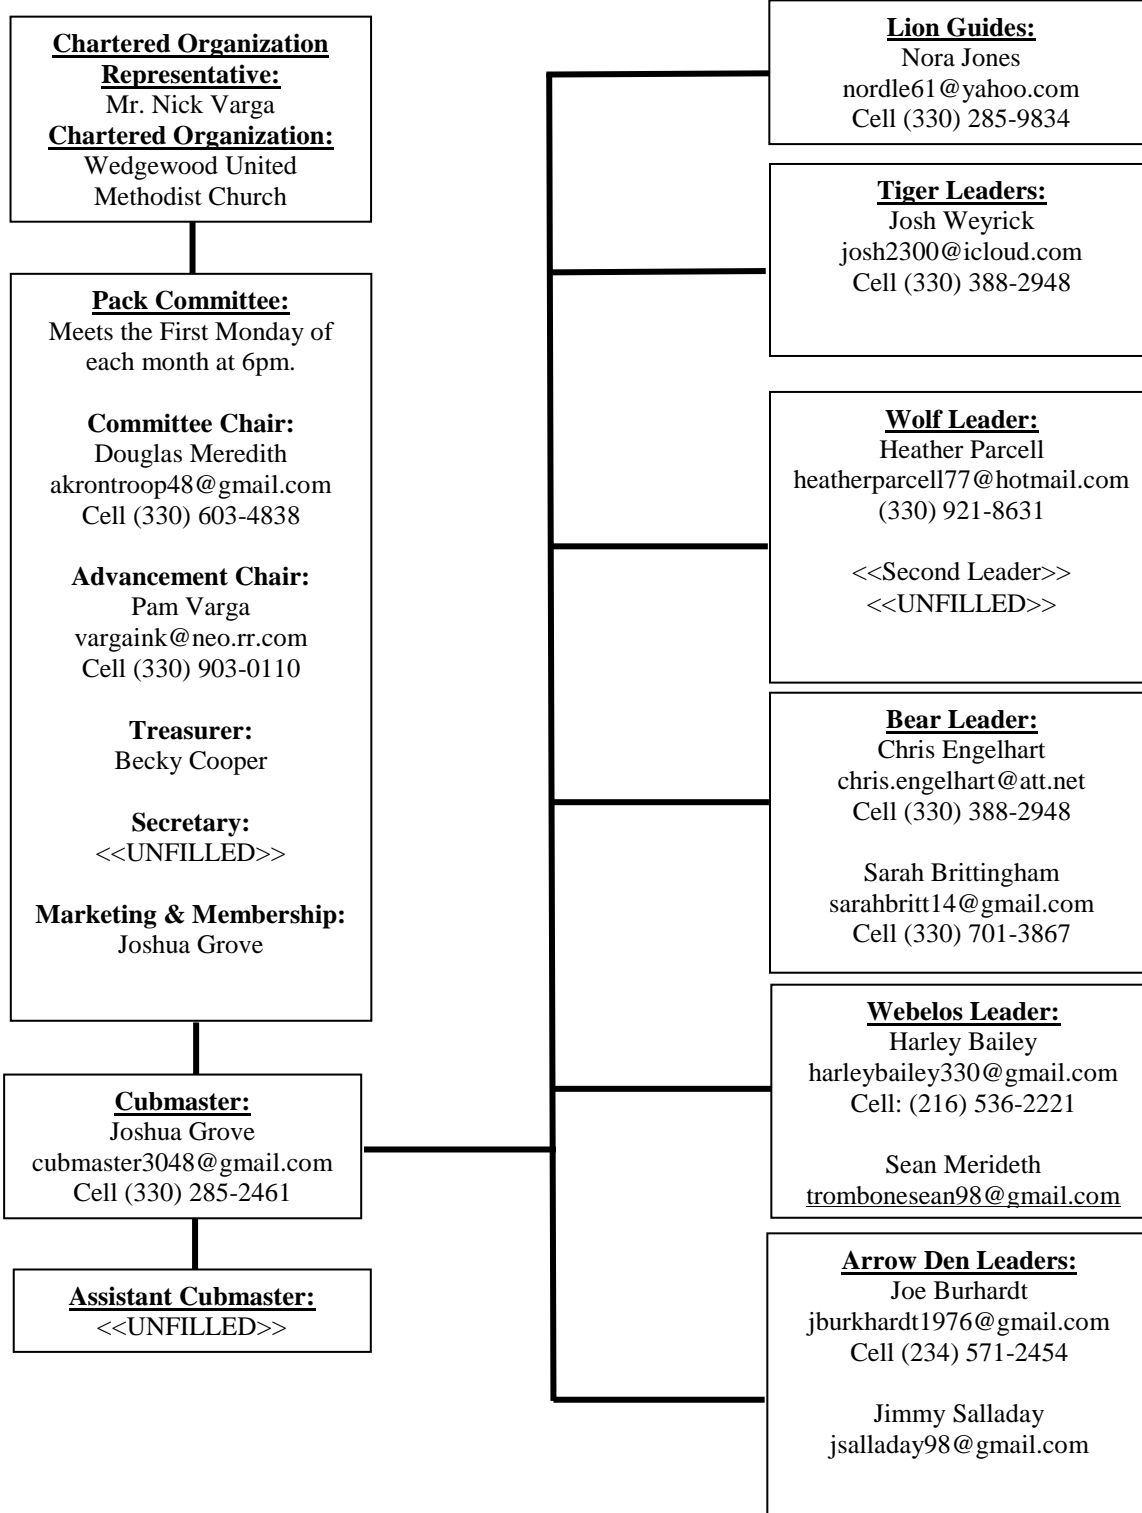 Chartered Organization
Representative:
Mr. Nick Varga
Chartered Organization:
Wedgewood United
Methodist Church
Pack Committee:
Meets the First Monday of
each month at 6pm.
Committee Chair:
Douglas Meredith
akrontroop48@gmail.com
Cell (330) 603-4838
Advancement Chair:
Pam Varga
vargaink@neo.rr.com
Cell (330) 903-0110
Treasurer:
Becky Cooper
Secretary:
<<UNFILLED>>
Marketing & Membership:
Joshua Grove
Cubmaster:
Joshua Grove
cubmaster3048@gmail.com
Cell (330) 285-2461
Assistant Cubmaster:
<<UNFILLED>>
Lion Guides:
Nora Jones
nordle61@yahoo.com
Cell (330) 285-9834
Tiger Leaders:
Josh Weyrick
josh2300@icloud.com
Cell (330) 388-2948
Wolf Leader:
Heather Parcell
heatherparcell77@hotmail.com
(330) 921-8631
<<Second Leader>>
<<UNFILLED>>
Bear Leader:
Chris Engelhart
chris.engelhart@att.net
Cell (330) 388-2948
Sarah Brittingham
sarahbritt14@gmail.com
Cell (330) 701-3867
Webelos Leader:
Harley Bailey
harleybailey330@gmail.com
Cell: (216) 536-2221
Sean Merideth
trombonesean98@gmail.com
Arrow Den Leaders:
Joe Burhardt
jburkhardt1976@gmail.com
Cell (234) 571-2454
Jimmy Salladay
jsalladay98@gmail.com